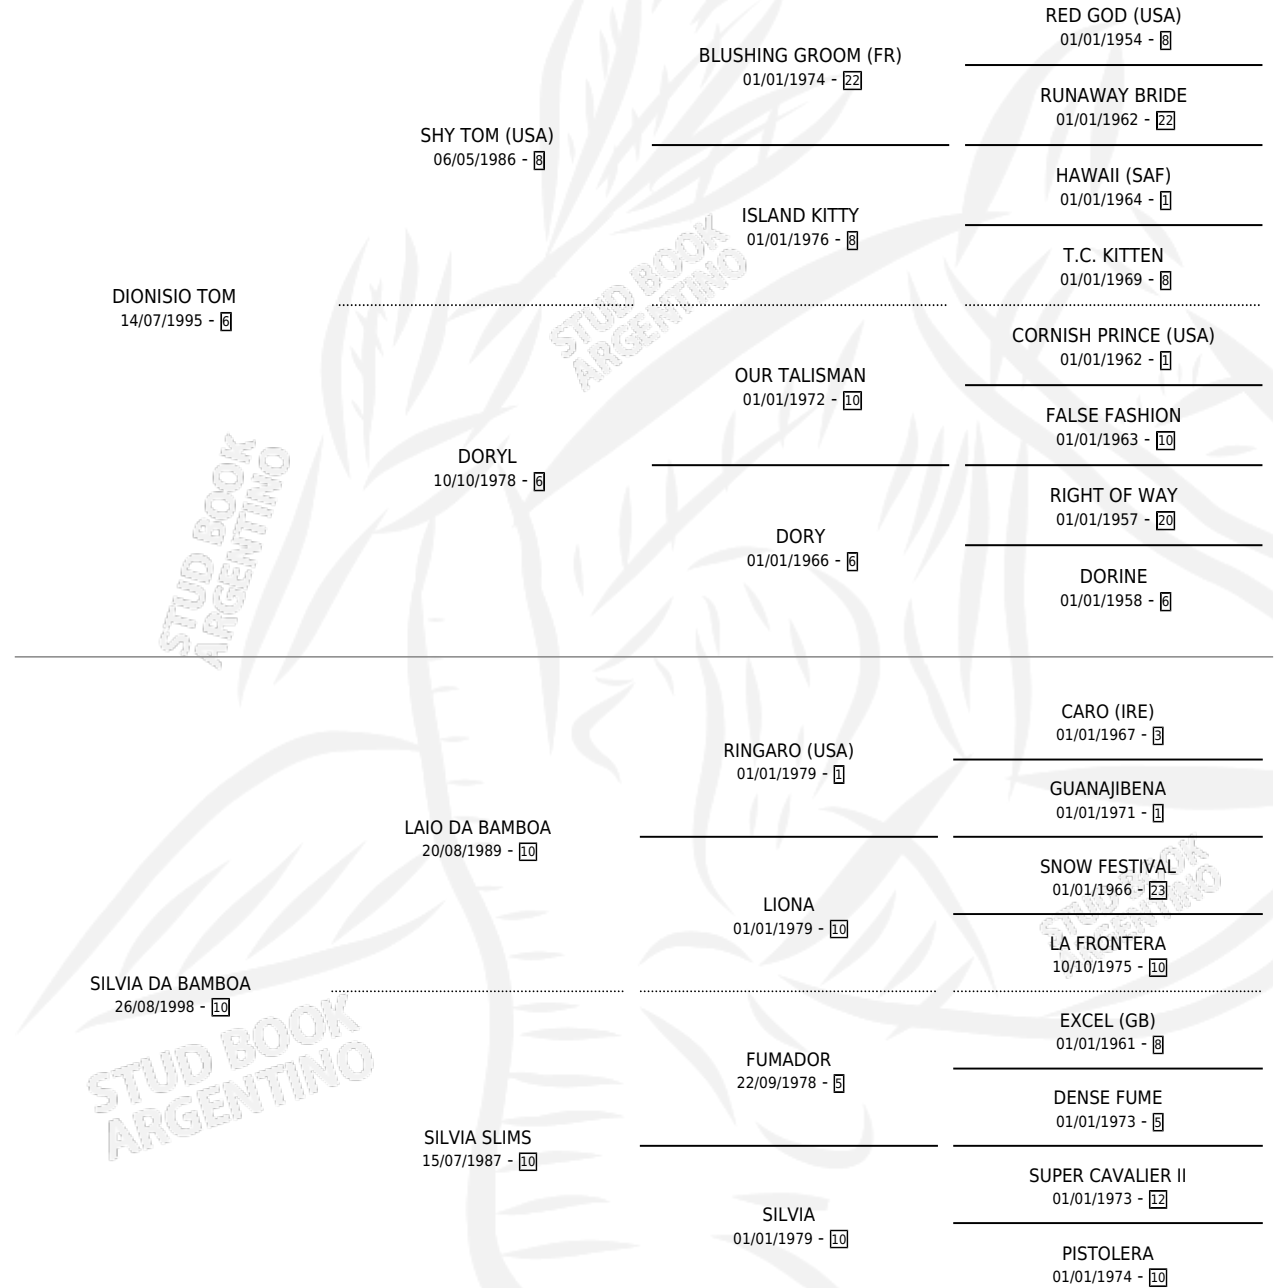 RED GOD (USA)
01/01/1954 - 8
BLUSHING GROOM (FR)
01/01/1974 - 22
RUNAWAY BRIDE
01/01/1962 - 22
SHY TOM (USA)
06/05/1986 - 8
HAWAII (SAF)
01/01/1964 - 1
ISLAND KITTY
01/01/1976 - 8
T.C. KITTEN
01/01/1969 - 8
DIONISIO TOM
14/07/1995 - 6
CORNISH PRINCE (USA)
01/01/1962 - 1
OUR TALISMAN
01/01/1972 - 10
FALSE FASHION
01/01/1963 - 10
DORYL
10/10/1978 - 6
RIGHT OF WAY
01/01/1957 - 20
DORY
01/01/1966 - 6
DORINE
01/01/1958 - 6
CARO (IRE)
01/01/1967 - 3
RINGARO (USA)
01/01/1979 - 1
GUANAJIBENA
01/01/1971 - 1
LAIO DA BAMBOA
20/08/1989 - 10
SNOW FESTIVAL
01/01/1966 - 23
LIONA
01/01/1979 - 10
LA FRONTERA
10/10/1975 - 10
SILVIA DA BAMBOA
26/08/1998 - 10
EXCEL (GB)
01/01/1961 - 8
FUMADOR
22/09/1978 - 5
DENSE FUME
01/01/1973 - 5
SILVIA SLIMS
15/07/1987 - 10
SUPER CAVALIER II
01/01/1973 - 12
SILVIA
01/01/1979 - 10
PISTOLERA
01/01/1974 - 10
STUD BOOK
ARGENTINO
STUD BOOK
ARGENTINO
STUD BOOK
ARGENTINO
STUD BOOK
ARGENTINO